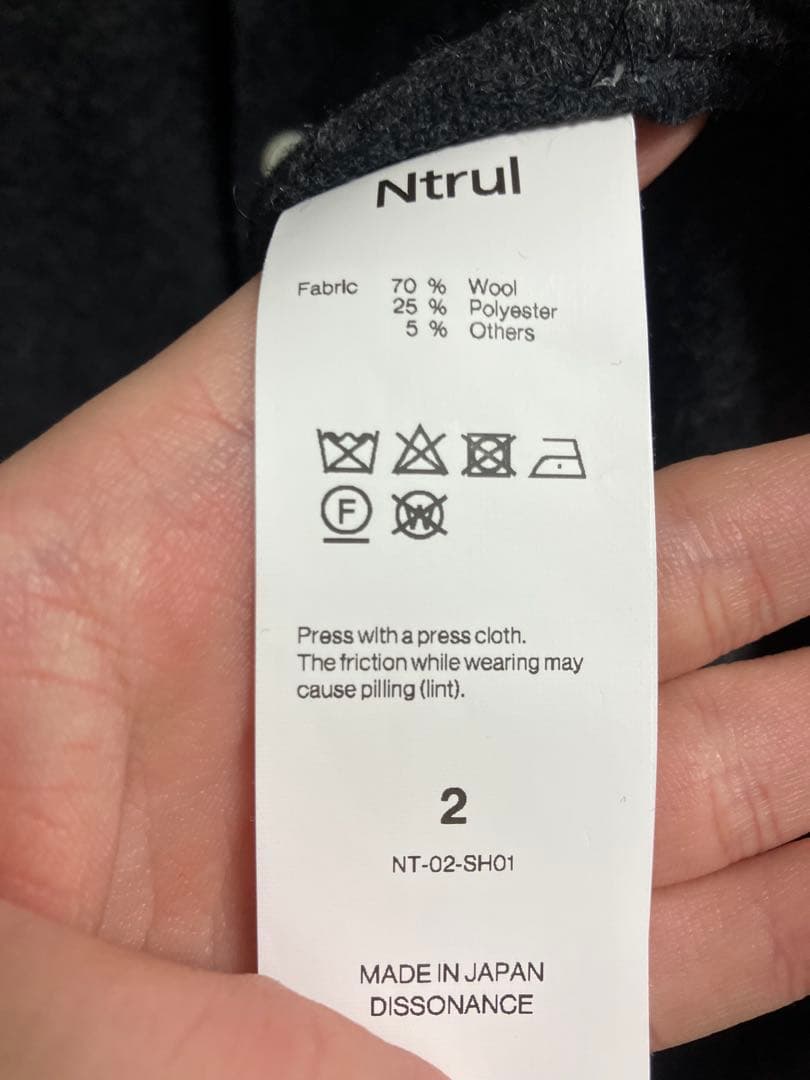 Ntrul
Fabric 70 % Wool
25 % Polyester
5 % Others
F
W
Press with a press cloth.
The friction while wearing may
cause pilling (lint).
2
NT-02-SH01
MADE IN JAPAN
DISSONANCE